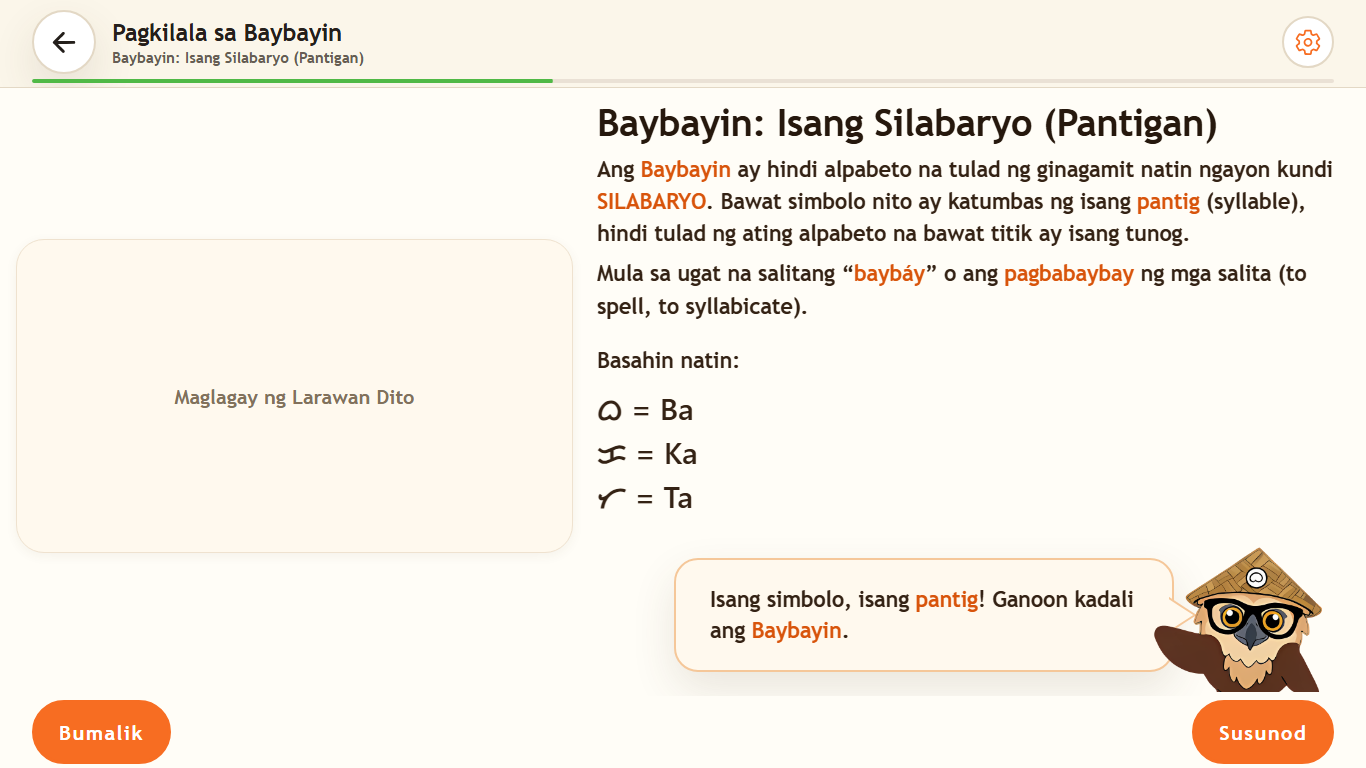 Pagkilala sa Baybayin
Baybayin: Isang Silabaryo (Pantigan)
Baybayin: Isang Silabaryo (Pantigan)
Ang Baybayin ay hindi alpabeto na tulad ng ginagamit natin ngayon kundi
SILABARYO. Bawat simbolo nito ay katumbas ng isang pantig (syllable),
hindi tulad ng ating alpabeto na bawat titik ay isang tunog.
Mula sa ugat na salitang “baybáy” o ang pagbabaybay ng mga salita (to
spell, to syllabicate).
Maglagay ng Larawan Dito
Basahin natin:
ᜊ = Ba
ᜃ = Ka
ᜆ = Ta
Isang simbolo, isang pantig! Ganoon kadali
ang Baybayin.
Bumalik
Susunod